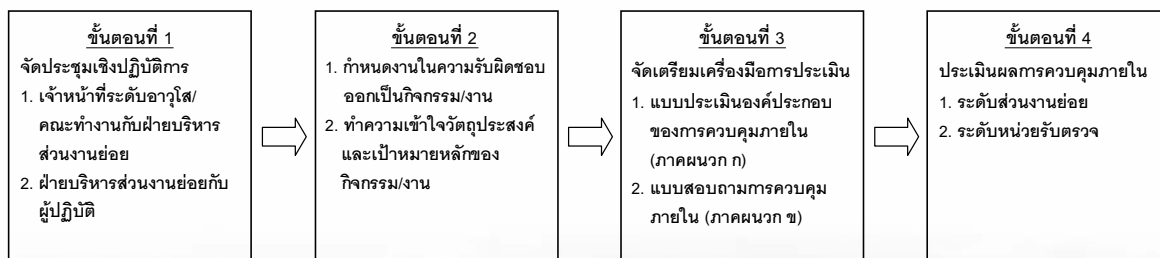 ขั้นตอนที่ 1
จัดประชุมเชิงปฏิบัติการ
1. เจ้าหน้าที่ระดับอาวุโส/
คณะทำงานกับฝ่ายบริหาร
ส่วนงานย่อย
2. ฝ่ายบริหารส่วนงานย่อยกับ
ผู้ปฏิบัติ
ขั้นตอนที่ 2
1. กำหนดงานในความรับผิดชอบ
ออกเป็นกิจกรรม/งาน
2. ทำความเข้าใจวัตถุประสงค์
และเป้าหมายหลักของ
กิจกรรม/งาน
ขั้นตอนที่ 3
จัดเตรียมเครื่องมือการประเมิน
1. แบบประเมินองค์ประกอบ
ของการควบคุมภายใน
(ภาคผนวก ก)
2. แบบสอบถามการควบคุม
ภายใน (ภาคผนวก ข)
ขั้นตอนที่ 4
ประเมินผลการควบคุมภายใน
1. ระดับส่วนงานย่อย
2. ระดับหน่วยรับตรวจ